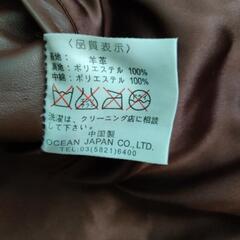 〈品質表示〉
表地： 羊革
裏地： ポリエステル 100%
中綿： ポリエステル 100%
洗濯は、クリーニング店に相談
して下さい。
中国製
OCEAN JAPAN CO., LTD.
TEL:03(5821)6400